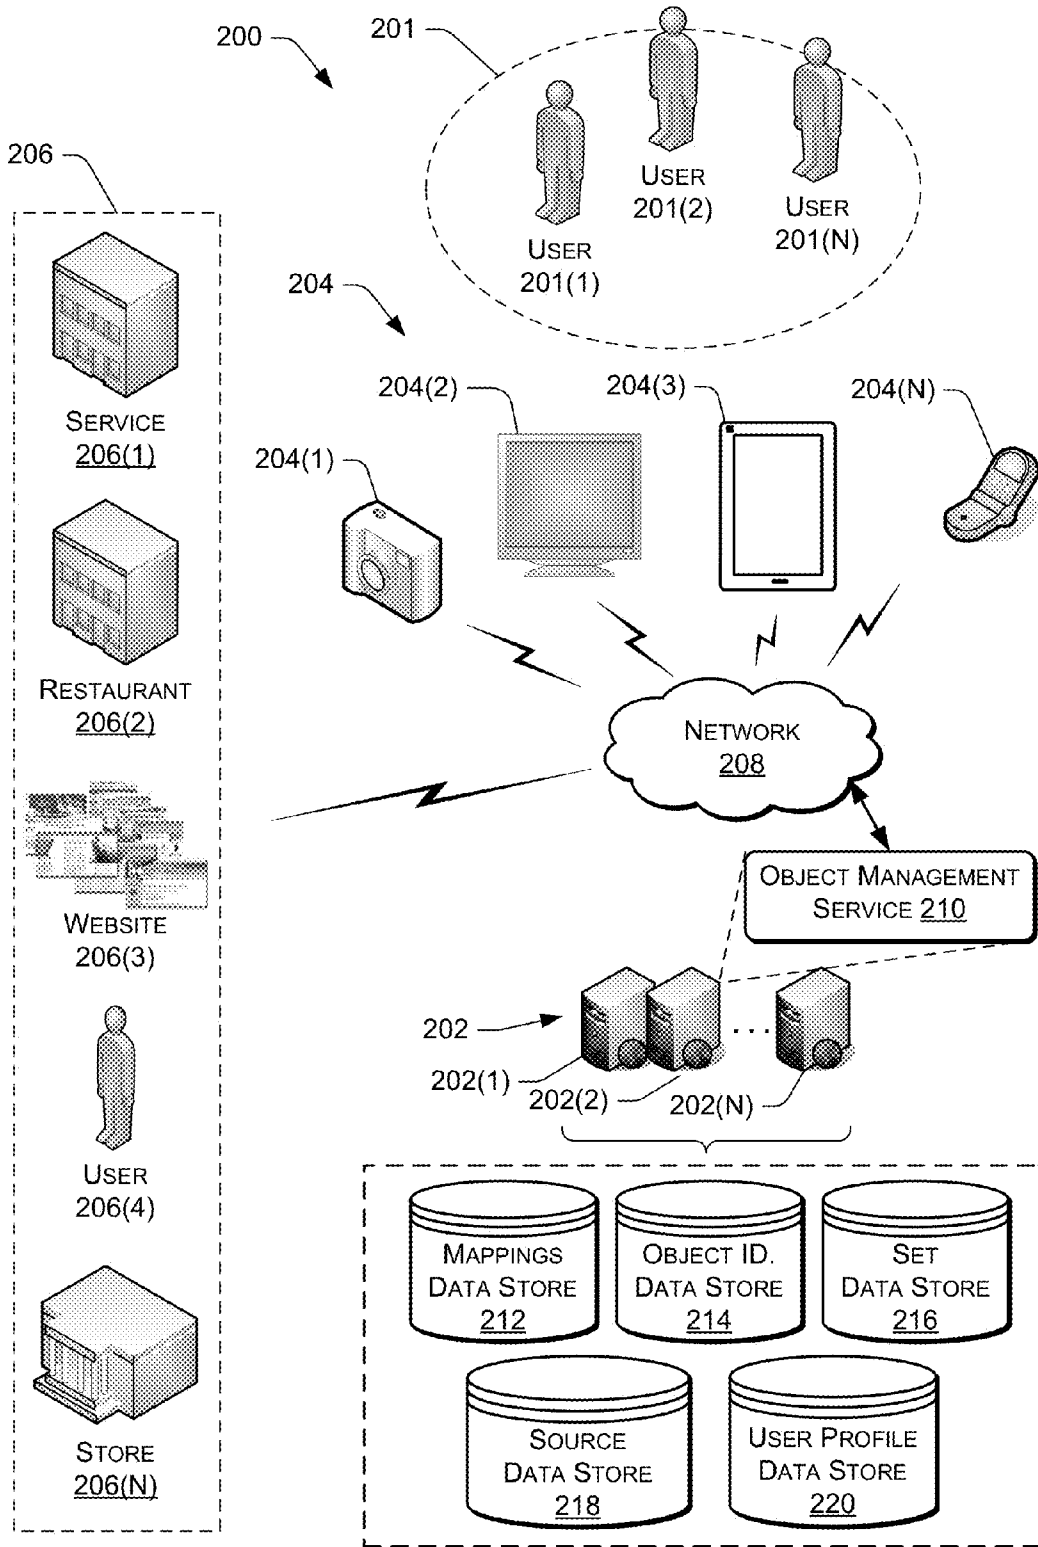 200
201
USER
201(1)
USER
201(2)
USER
201(N)
206
SERVICE
206(1)
RESTAURANT
206(2)
WEBSITE
206(3)
USER
206(4)
STORE
206(N)
204
204(1)
204(2)
204(3)
204(N)
NETWORK
208
OBJECT MANAGEMENT
SERVICE 210
202
202(1)
202(2)
...
202(N)
MAPPINGS
DATA STORE
212
OBJECT ID.
DATA STORE
214
SET
DATA STORE
216
SOURCE
DATA STORE
218
USER PROFILE
DATA STORE
220